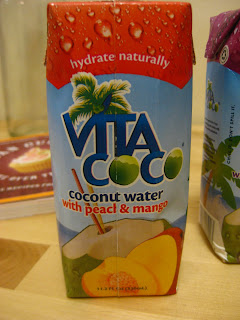 hydrate naturally
VITA
COCO
coconut water
with peach & mango